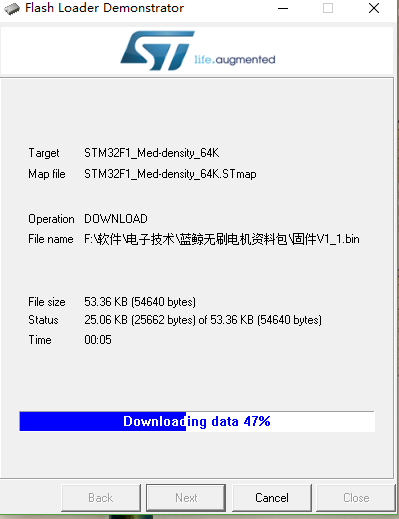 Flash Loader Demonstrator
ST life.augmented
Target STM32F1_Med-density_64K
Map file STM32F1_Med-density_64K.STmap
Operation DOWNLOAD
File name F:\软件\电子技术\蓝鲸无刷电机资料包\固件V1_1.bin
File size 53.36 KB (54640 bytes)
Status 25.06 KB (25662 bytes) of 53.36 KB (54640 bytes)
Time 00:05
Downloading data 47%
Back Next Cancel Close